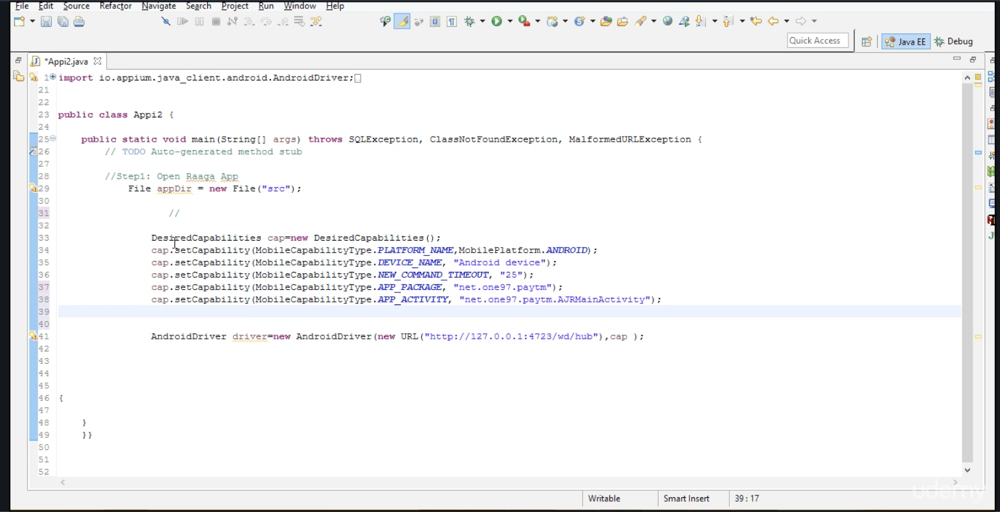 File Edit Source Refactor Navigate Search Project Run Window Help
Quick Access Java EE Debug
*Appi2.java
1 import io.appium.java_client.android.AndroidDriver;
21
22
23 public class Appi2 {
24
25 public static void main(String[] args) throws SQLException, ClassNotFoundException, MalformedURLException {
26 // TODO Auto-generated method stub
27
28 //Step1: Open Raaga App
29 File appDir = new File("src");
30
31 //
32
33 DesiredCapabilities cap=new DesiredCapabilities();
34 cap.setCapability(MobileCapabilityType.PLATFORM_NAME,MobilePlatform.ANDROID);
35 cap.setCapability(MobileCapabilityType.DEVICE_NAME, "Android device");
36 cap.setCapability(MobileCapabilityType.NEW_COMMAND_TIMEOUT, "25");
37 cap.setCapability(MobileCapabilityType.APP_PACKAGE, "net.one97.paytm");
38 cap.setCapability(MobileCapabilityType.APP_ACTIVITY, "net.one97.paytm.AJRMainActivity");
39
40
41 AndroidDriver driver=new AndroidDriver(new URL("http://127.0.0.1:4723/wd/hub"),cap );
42
43
44
45
46 {
47
48 }
49 }}
50
51
52
Writable Smart Insert 39 : 17
udemy